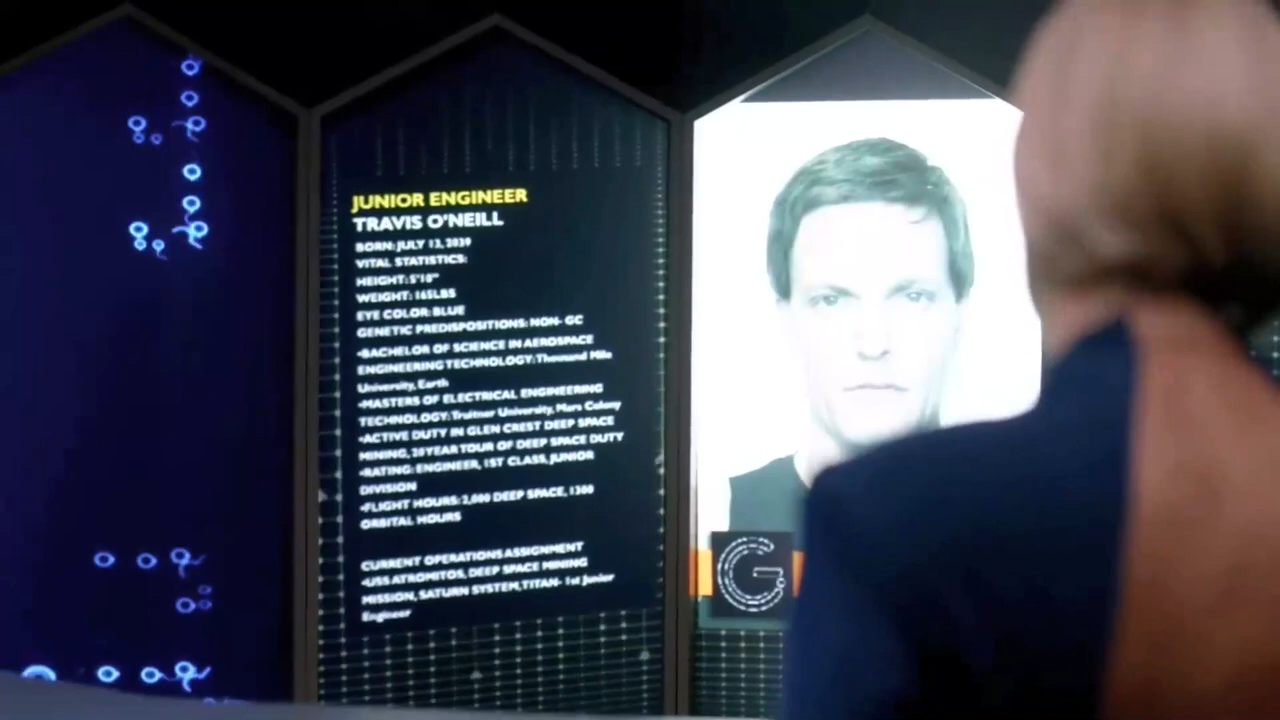 JUNIOR ENGINEER
TRAVIS O'NEILL
BORN: JULY 13, 2039
VITAL STATISTICS:
HEIGHT: 5'10"
WEIGHT: 165LBS
EYE COLOR: BLUE
GENETIC PREDISPOSITIONS: NON- GC
•BACHELOR OF SCIENCE IN AEROSPACE
ENGINEERING TECHNOLOGY: Thousand Mile
University, Earth
•MASTERS OF ELECTRICAL ENGINEERING
TECHNOLOGY: Truitner University, Mars Colony
•ACTIVE DUTY IN GLEN CREST DEEP SPACE
MINING, 20 YEAR TOUR OF DEEP SPACE DUTY
•RATING: ENGINEER, 1ST CLASS, JUNIOR
DIVISION
•FLIGHT HOURS: 2,000 DEEP SPACE, 1300
ORBITAL HOURS
CURRENT OPERATIONS ASSIGNMENT
•USS ATROMITOS, DEEP SPACE MINING
MISSION, SATURN SYSTEM, TITAN- 1st Junior
Engineer
G